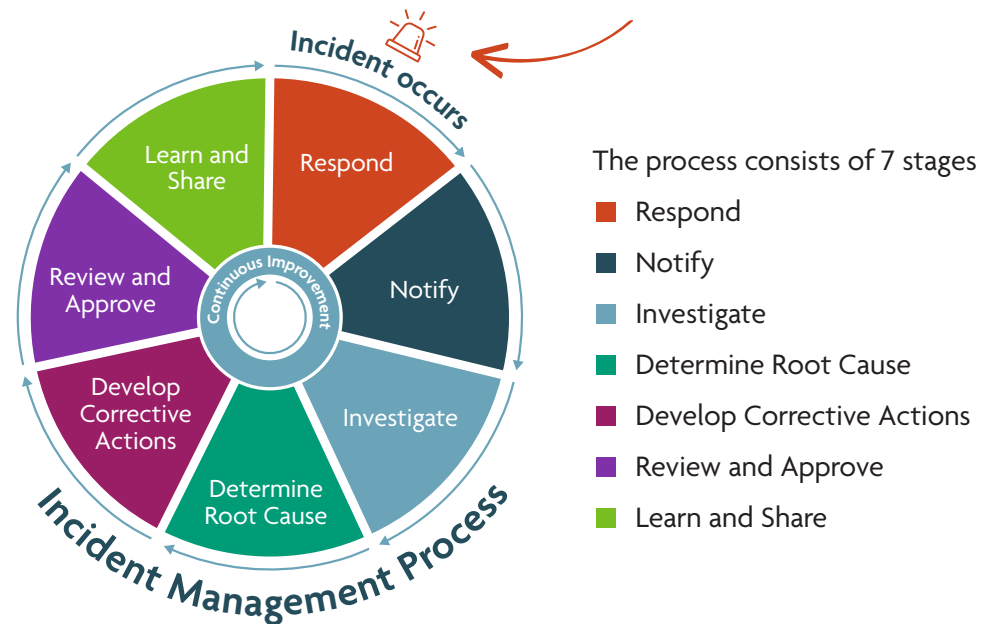 Incident occurs
Respond
Notify
Investigate
Determine
Root Cause
Develop
Corrective
Actions
Review and
Approve
Learn and
Share
Continuous Improvement
Incident Management Process
The process consists of 7 stages
Respond
Notify
Investigate
Determine Root Cause
Develop Corrective Actions
Review and Approve
Learn and Share